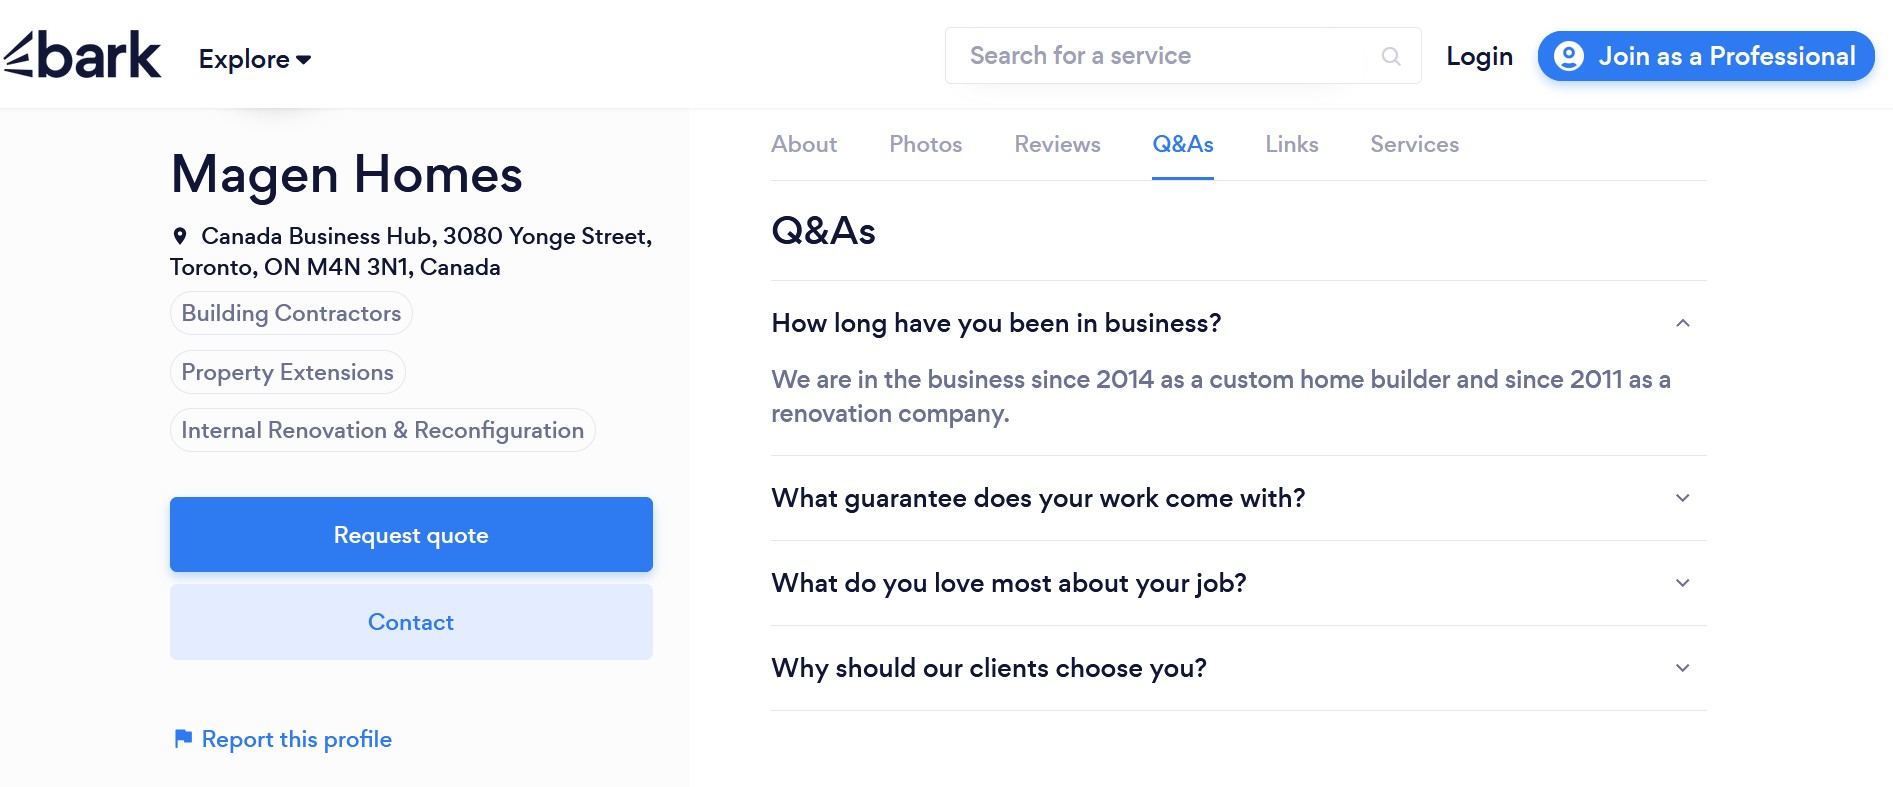 bark
Explore
Search for a service
Login
Join as a Professional
Magen Homes
Canada Business Hub, 3080 Yonge Street,
Toronto, ON M4N 3N1, Canada
Building Contractors
Property Extensions
Internal Renovation & Reconfiguration
Request quote
Contact
Report this profile
About
Photos
Reviews
Q&As
Links
Services
Q&As
How long have you been in business?
We are in the business since 2014 as a custom home builder and since 2011 as a
renovation company.
What guarantee does your work come with?
What do you love most about your job?
Why should our clients choose you?